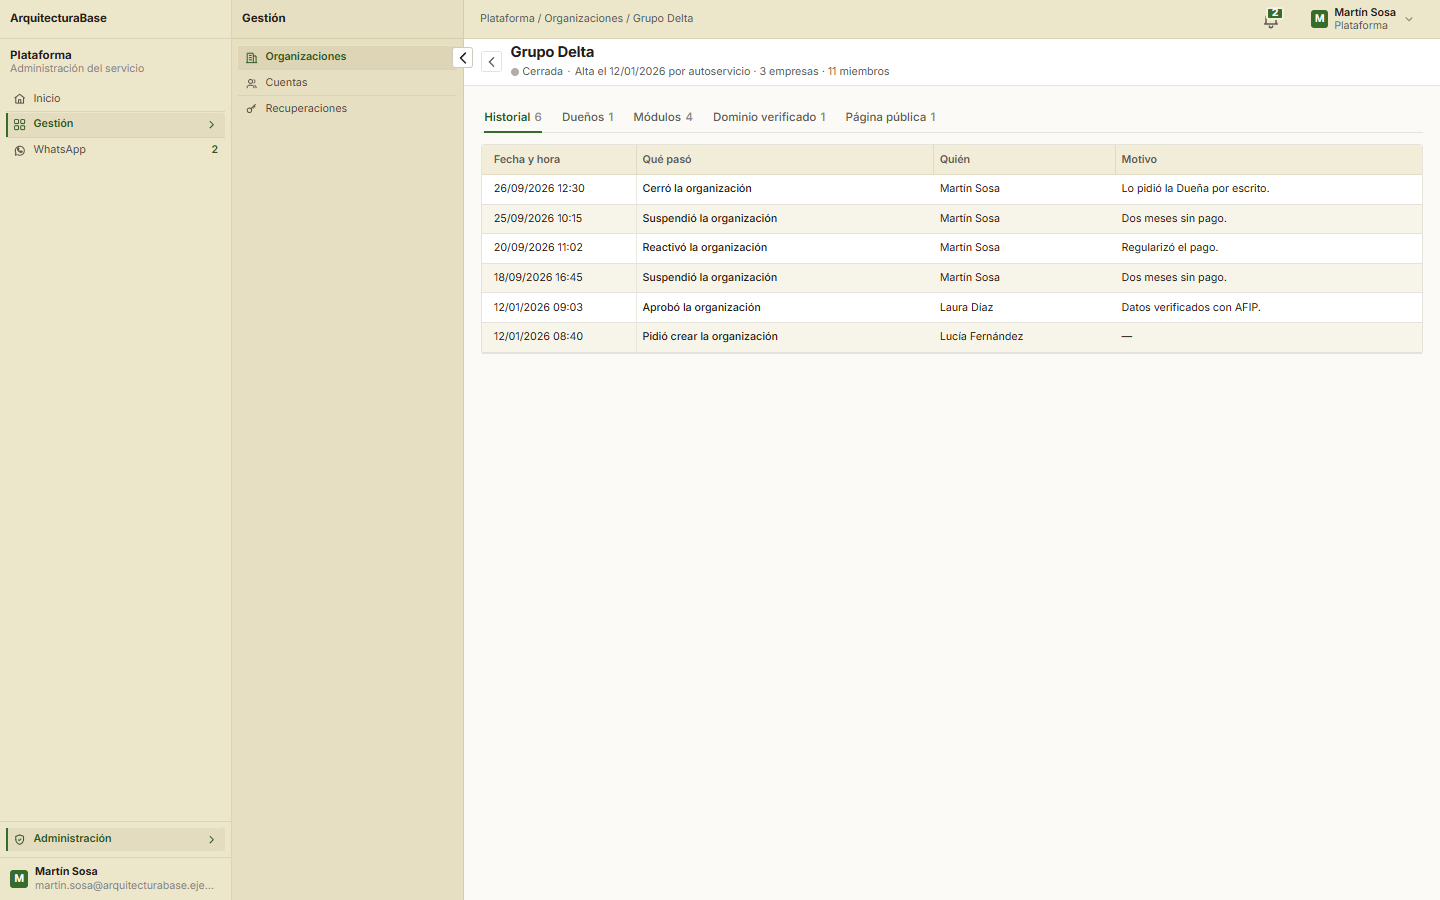 ArquitecturaBase
Plataforma
Administración del servicio
Inicio
Gestión
WhatsApp 2
Administración
M Martín Sosa
martin.sosa@arquitecturabase.eje...
Gestión
Organizaciones
Cuentas
Recuperaciones
Plataforma / Organizaciones / Grupo Delta
2
M Martín Sosa
Plataforma
Grupo Delta
Cerrada · Alta el 12/01/2026 por autoservicio · 3 empresas · 11 miembros
Historial 6 Dueños 1 Módulos 4 Dominio verificado 1 Página pública 1
Fecha y hora Qué pasó Quién Motivo
26/09/2026 12:30 Cerró la organización Martín Sosa Lo pidió la Dueña por escrito.
25/09/2026 10:15 Suspendió la organización Martín Sosa Dos meses sin pago.
20/09/2026 11:02 Reactivó la organización Martín Sosa Regularizó el pago.
18/09/2026 16:45 Suspendió la organización Martín Sosa Dos meses sin pago.
12/01/2026 09:03 Aprobó la organización Laura Díaz Datos verificados con AFIP.
12/01/2026 08:40 Pidió crear la organización Lucía Fernández —